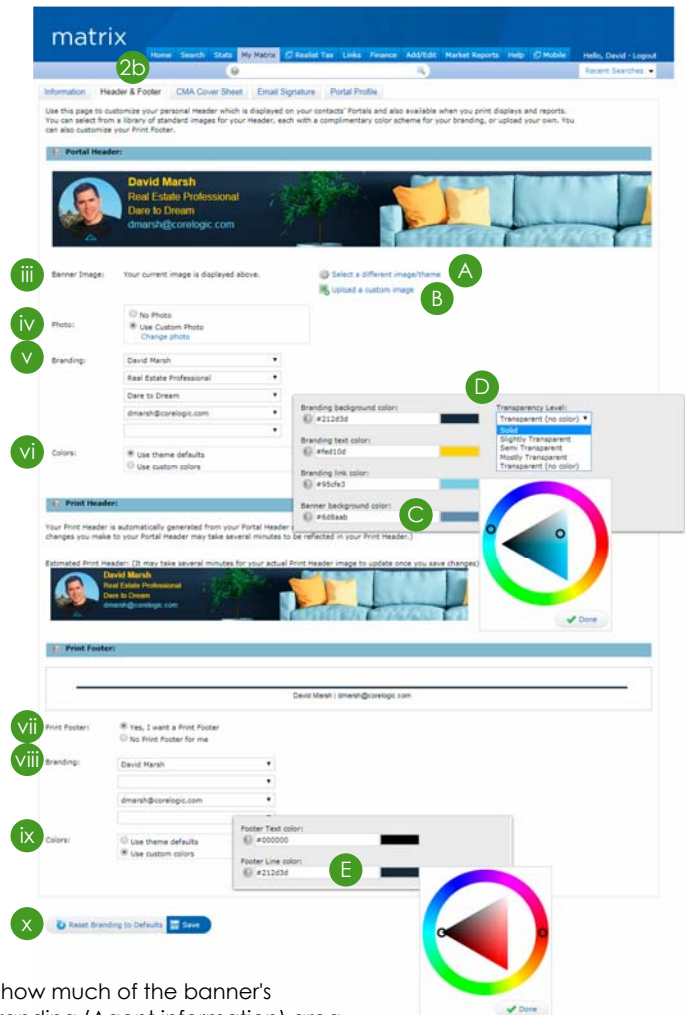 matrix
Home Search Stats My Matrix Realist Tax Links Finance Add/Edit Market Reports Help Mobile Hello, David - Logout
2b
Recent Searches
Information Header & Footer CMA Cover Sheet Email Signature Portal Profile
Use this page to customize your personal Header which is displayed on your contacts' Portals and also available when you print displays and reports.
You can select from a library of standard images for your Header, each with a complimentary color scheme for your branding, or upload your own. You
can also customize your Print Footer.
Portal Header:
David Marsh
Real Estate Professional
Dare to Dream
dmarsh@corelogic.com
iii Banner Image: Your current image is displayed above. Select a different image/theme A
Upload a custom image B
iv Photo: No Photo
Use Custom Photo
Change photo
v Branding: David Marsh
Real Estate Professional
Dare to Dream
dmarsh@corelogic.com
D
Branding background color: Transparency Level:
#212d3d Transparent (no color)
Solid
Slightly Transparent
Semi Transparent
Mostly Transparent
Transparent (no color)
Branding text color:
#fed10d
Branding link color:
#95cfe3
Banner background color: C
#6d8aab
vi Colors: Use theme defaults
Use custom colors
Done
Print Header:
Your Print Header is automatically generated from your Portal Header
changes you make to your Portal Header may take several minutes to be reflected in your Print Header.)
Estimated Print Header: (It may take several minutes for your actual Print Header image to update once you save changes)
David Marsh
Real Estate Professional
Dare to Dream
dmarsh@corelogic.com
Print Footer:
David Marsh | dmarsh@corelogic.com
vii Print Footer: Yes, I want a Print Footer
No Print Footer for me
viii Branding: David Marsh
dmarsh@corelogic.com
ix Colors: Use theme defaults
Use custom colors
Footer Text color:
#000000
Footer Line color: E
#212d3d
Done
x Reset Branding to Defaults Save
how much of the banner's
randing (Agent information) area